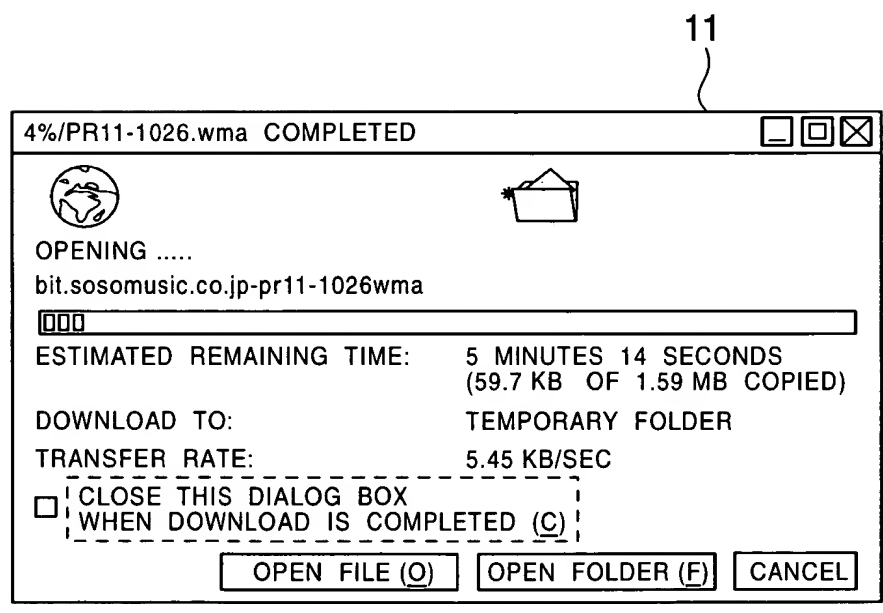 11
4%/PR11-1026.wma COMPLETED
OPENING .....
bit.sosomusic.co.jp-pr11-1026wma
ESTIMATED REMAINING TIME: 5 MINUTES 14 SECONDS
(59.7 KB OF 1.59 MB COPIED)
DOWNLOAD TO: TEMPORARY FOLDER
TRANSFER RATE: 5.45 KB/SEC
CLOSE THIS DIALOG BOX
WHEN DOWNLOAD IS COMPLETED (C)
OPEN FILE (O) OPEN FOLDER (F) CANCEL